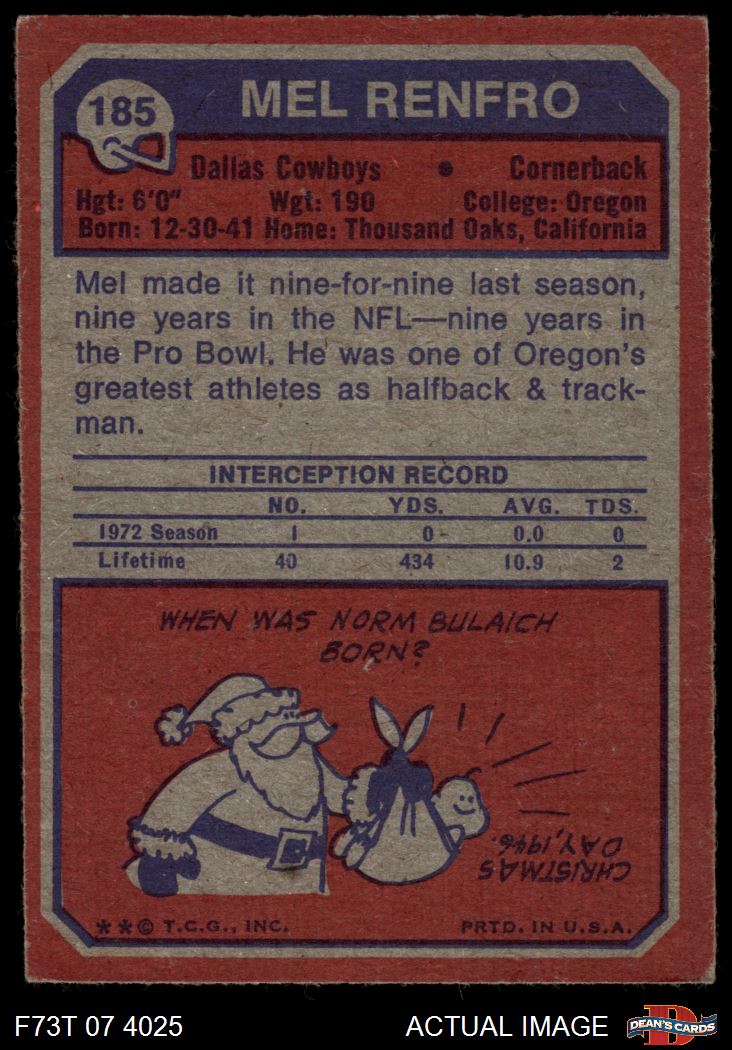 185
MEL RENFRO
Dallas Cowboys • Cornerback
Hgt: 6'0" Wgt: 190 College: Oregon
Born: 12-30-41 Home: Thousand Oaks, California
Mel made it nine-for-nine last season,
nine years in the NFL—nine years in
the Pro Bowl. He was one of Oregon's
greatest athletes as halfback & track-
man.
INTERCEPTION RECORD
NO. YDS. AVG. TDS.
1972 Season 1 0 0.0 0
Lifetime 40 434 10.9 2
WHEN WAS NORM BULAICH
BORN?
CHRISTMAS
DAY, 1946.
**© T.C.G., INC. PRTD. IN U.S.A.
F73T 07 4025 ACTUAL IMAGE
D
DEAN'S CARDS